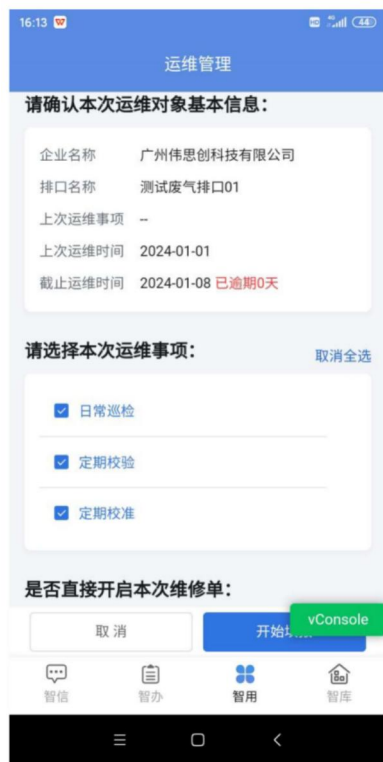 16:13
44
运维管理
请确认本次运维对象基本信息：
企业名称 广州伟思创科技有限公司
排口名称 测试废气排口01
上次运维事项 --
上次运维时间 2024-01-01
截止运维时间 2024-01-08 已逾期0天
请选择本次运维事项：
取消全选
日常巡检
定期校验
定期校准
是否直接开启本次维修单：
取消
开始
vConsole
智信
智办
智用
智库